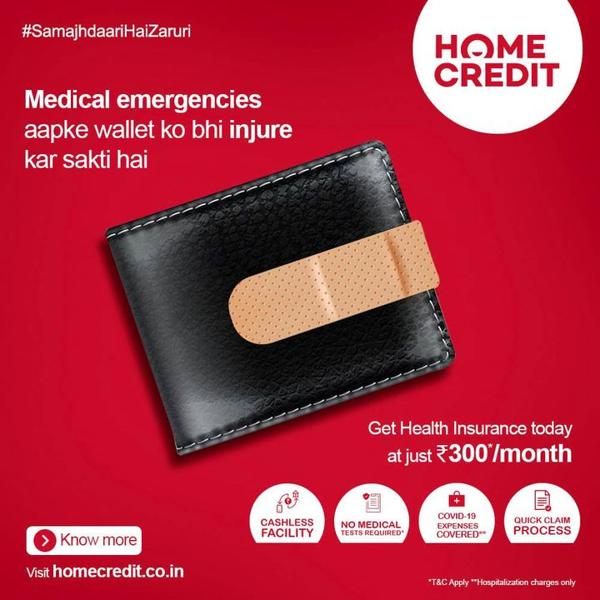 #SamajhdaariHaiZaruri
HOME
CREDIT
Medical emergencies
aapke wallet ko bhi injure
kar sakti hai
Get Health Insurance today
at just ₹300*/month
CASHLESS
FACILITY
NO MEDICAL
TESTS REQUIRED*
COVID-19
EXPENSES
COVERED**
QUICK CLAIM
PROCESS
Know more
Visit homecredit.co.in
*T&C Apply **Hospitalization charges only